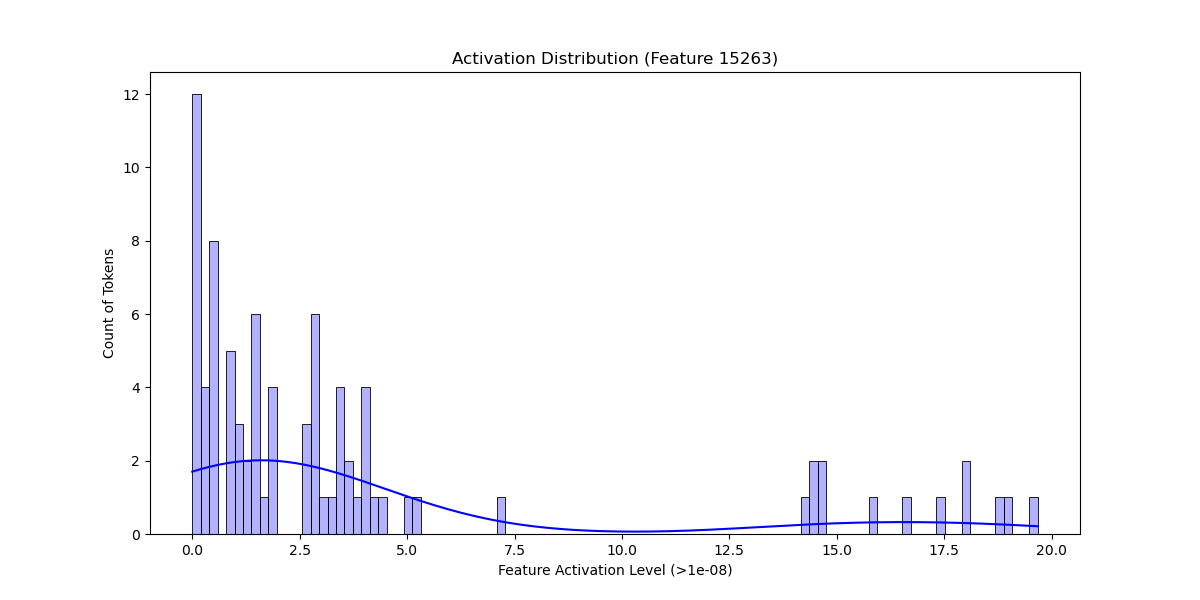 Activation Distribution (Feature 15263)
12
10
8
6
4
2
0
Count of Tokens
0.0 2.5 5.0 7.5 10.0 12.5 15.0 17.5 20.0
Feature Activation Level (>1e-08)